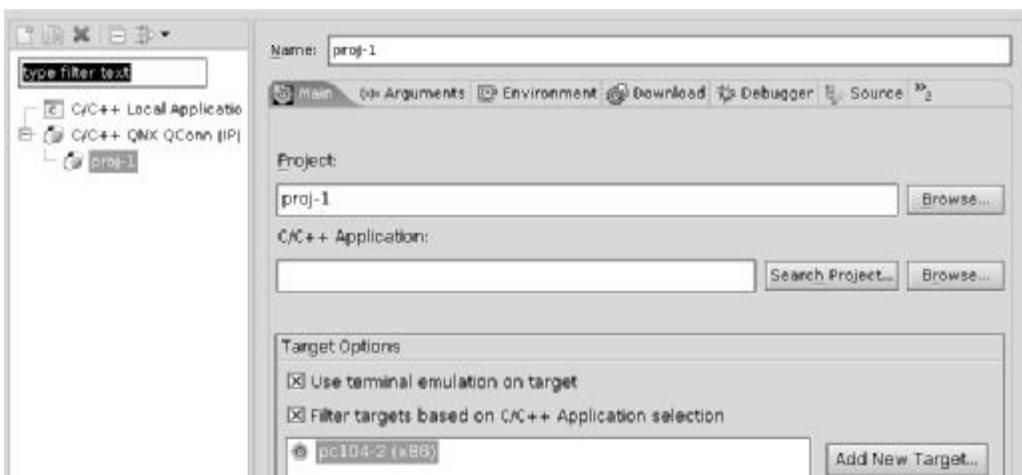 Name: proj-1
type filter text
Main (x)= Arguments Environment Download Debugger Source »2
C/C++ Local Applicatio
C/C++ QNX QConn (IP)
proj-1
Project:
proj-1 Browse...
C/C++ Application:
Search Project... Browse...
Target Options
Use terminal emulation on target
Filter targets based on C/C++ Application selection
pc104-2 (x86) Add New Target...